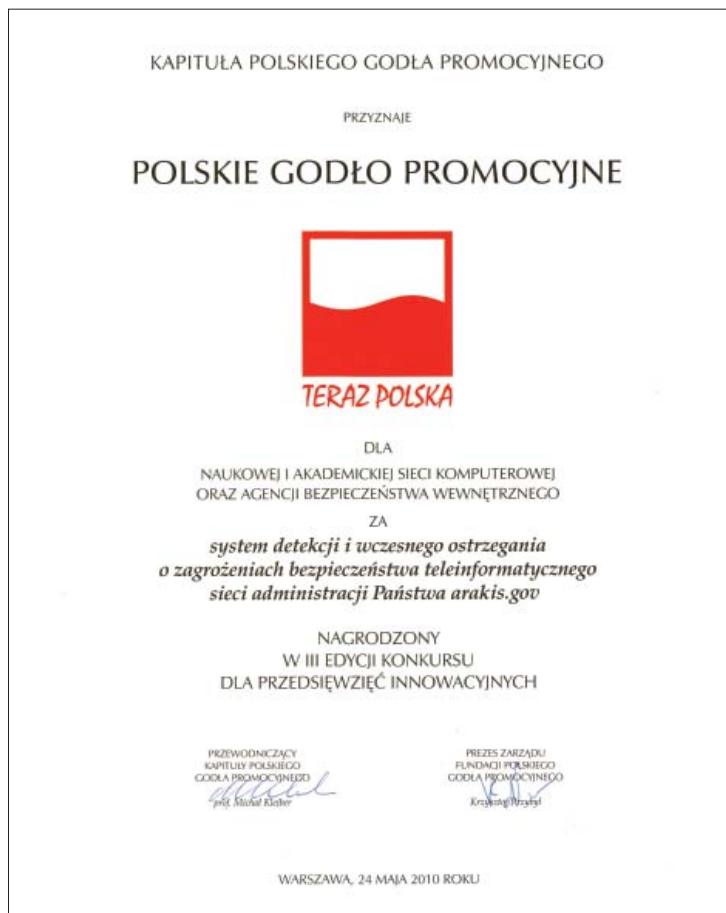 KAPITUŁA POLSKIEGO GODŁA PROMOCYJNEGO
PRZYZNAJE
POLSKIE GODŁO PROMOCYJNE
TERAZ POLSKA
DLA
NAUKOWEJ I AKADEMICKIEJ SIECI KOMPUTEROWEJ
ORAZ AGENCJI BEZPIECZEŃSTWA WEWNĘTRZNEGO
ZA
system detekcji i wczesnego ostrzegania
o zagrożeniach bezpieczeństwa teleinformatycznego
sieci administracji Państwa arakis.gov
NAGRODZONY
W III EDYCJI KONKURSU
DLA PRZEDSIĘWZIĘĆ INNOWACYJNYCH
PRZEWODNICZĄCY
KAPITUŁY POLSKIEGO
GODŁA PROMOCYJNEGO
prof. Michał Kleiber
PREZES ZARZĄDU
FUNDACJI POLSKIEGO
GODŁA PROMOCYJNEGO
Krzysztof Przybył
WARSZAWA, 24 MAJA 2010 ROKU